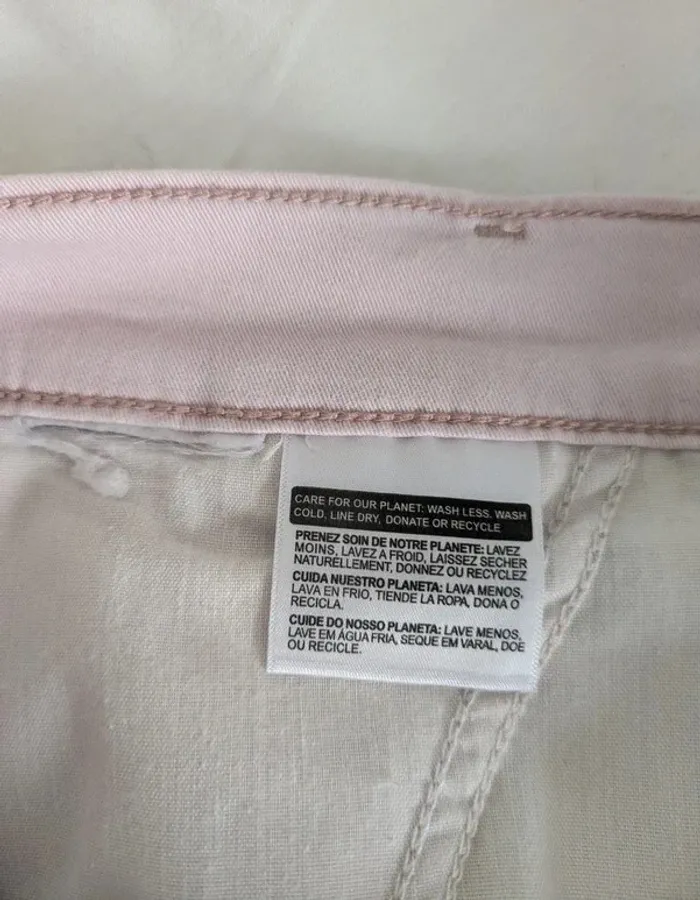 CARE FOR OUR PLANET: WASH LESS, WASH
COLD, LINE DRY, DONATE OR RECYCLE
PRENEZ SOIN DE NOTRE PLANETE: LAVEZ
MOINS, LAVEZ A FROID, LAISSEZ SECHER
NATURELLEMENT, DONNEZ OU RECYCLEZ
CUIDA NUESTRO PLANETA: LAVA MENOS,
LAVA EN FRIO, TIENDE LA ROPA, DONA O
RECICLA.
CUIDE DO NOSSO PLANETA: LAVE MENOS,
LAVE EM ÁGUA FRIA, SEQUE EM VARAL, DOE
OU RECICLE.